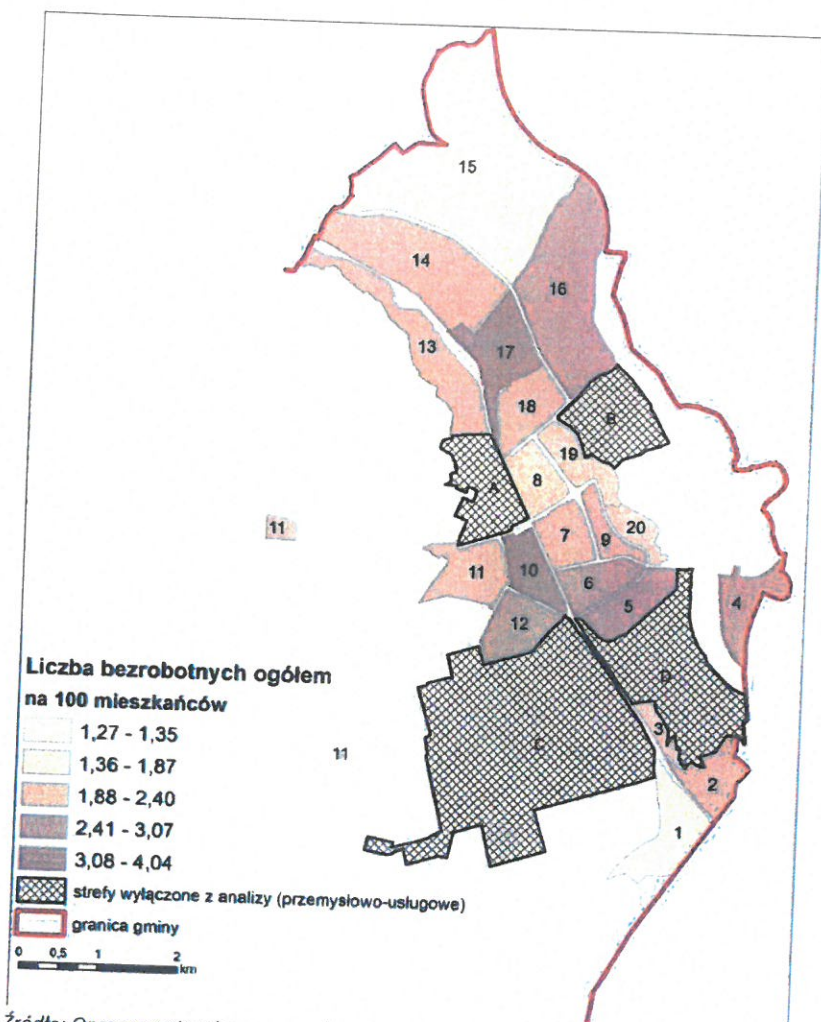 15
14
16
13
17
18
B
19
8
A
11
20
7
9
11
10
6
5
4
12
D
3
C
2
11
1
Liczba bezrobotnych ogółem
na 100 mieszkańców
1,27 - 1,35
1,36 - 1,87
1,88 - 2,40
2,41 - 3,07
3,08 - 4,04
strefy wyłączone z analizy (przemysłowo-usługowe)
granica gminy
0 0,5 1 2
km